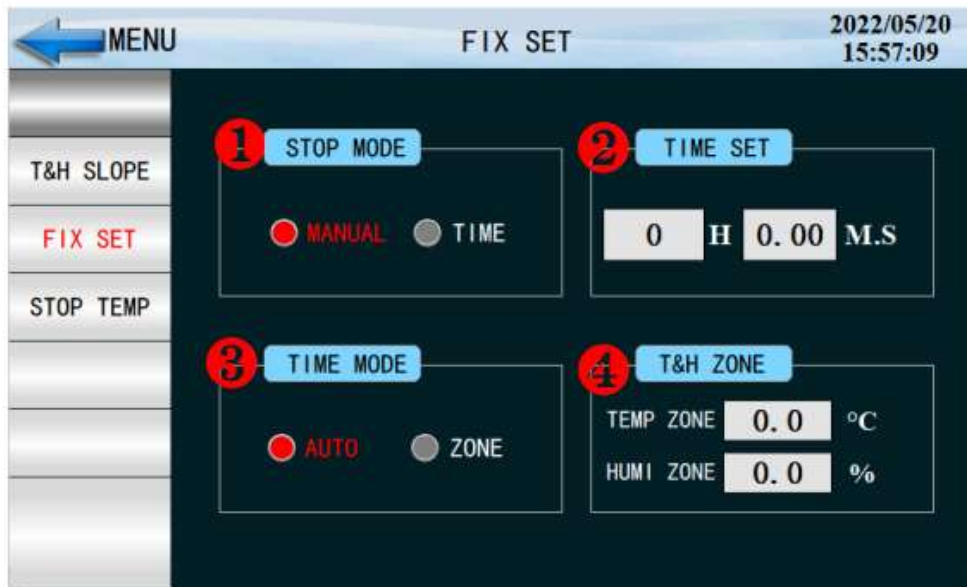 MENU
FIX SET
2022/05/20
15:57:09
T&H SLOPE
FIX SET
STOP TEMP
1 STOP MODE
MANUAL TIME
2 TIME SET
0 H 0.00 M.S
3 TIME MODE
AUTO ZONE
4 T&H ZONE
TEMP ZONE 0.0 °C
HUMI ZONE 0.0 %